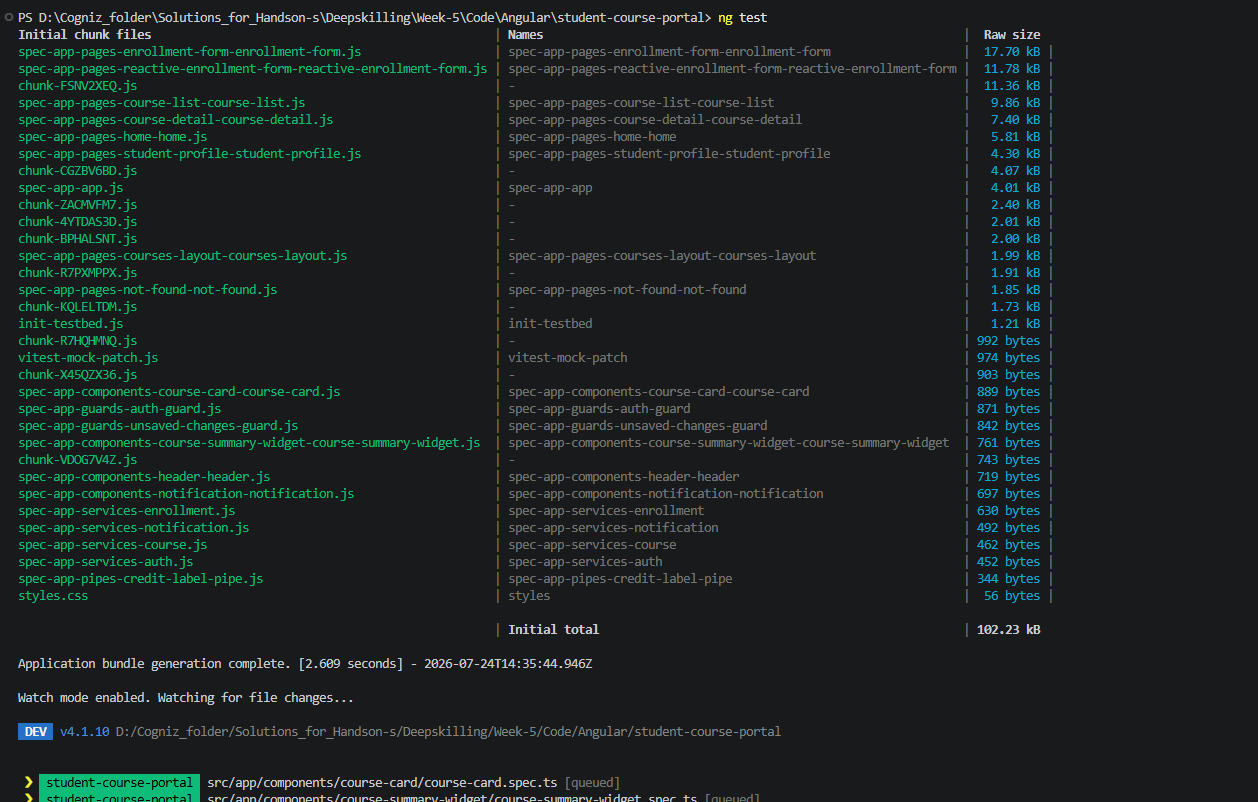 PS D:\Cogniz_folder\Solutions_for_Handson-s\Deepskilling\Week-5\Code\Angular\student-course-portal> ng test
Initial chunk files | Names | Raw size
spec-app-pages-enrollment-form-enrollment-form.js | spec-app-pages-enrollment-form-enrollment-form | 17.70 kB |
spec-app-pages-reactive-enrollment-form-reactive-enrollment-form.js | spec-app-pages-reactive-enrollment-form-reactive-enrollment-form | 11.78 kB |
chunk-FSNV2XEQ.js | - | 11.36 kB |
spec-app-pages-course-list-course-list.js | spec-app-pages-course-list-course-list | 9.86 kB |
spec-app-pages-course-detail-course-detail.js | spec-app-pages-course-detail-course-detail | 7.40 kB |
spec-app-pages-home-home.js | spec-app-pages-home-home | 5.81 kB |
spec-app-pages-student-profile-student-profile.js | spec-app-pages-student-profile-student-profile | 4.30 kB |
chunk-CGZBV6BD.js | - | 4.07 kB |
spec-app-app.js | spec-app-app | 4.01 kB |
chunk-ZACMVFM7.js | - | 2.40 kB |
chunk-4YTDAS3D.js | - | 2.01 kB |
chunk-BPHALSNT.js | - | 2.00 kB |
spec-app-pages-courses-layout-courses-layout.js | spec-app-pages-courses-layout-courses-layout | 1.99 kB |
chunk-R7PXMPPX.js | - | 1.91 kB |
spec-app-pages-not-found-not-found.js | spec-app-pages-not-found-not-found | 1.85 kB |
chunk-KQLELTDM.js | - | 1.73 kB |
init-testbed.js | init-testbed | 1.21 kB |
chunk-R7HQHMNQ.js | - | 992 bytes |
vitest-mock-patch.js | vitest-mock-patch | 974 bytes |
chunk-X45QZX36.js | - | 903 bytes |
spec-app-components-course-card-course-card.js | spec-app-components-course-card-course-card | 889 bytes |
spec-app-guards-auth-guard.js | spec-app-guards-auth-guard | 871 bytes |
spec-app-guards-unsaved-changes-guard.js | spec-app-guards-unsaved-changes-guard | 842 bytes |
spec-app-components-course-summary-widget-course-summary-widget.js | spec-app-components-course-summary-widget-course-summary-widget | 761 bytes |
chunk-VDOG7V4Z.js | - | 743 bytes |
spec-app-components-header-header.js | spec-app-components-header-header | 719 bytes |
spec-app-components-notification-notification.js | spec-app-components-notification-notification | 697 bytes |
spec-app-services-enrollment.js | spec-app-services-enrollment | 630 bytes |
spec-app-services-notification.js | spec-app-services-notification | 492 bytes |
spec-app-services-course.js | spec-app-services-course | 462 bytes |
spec-app-services-auth.js | spec-app-services-auth | 452 bytes |
spec-app-pipes-credit-label-pipe.js | spec-app-pipes-credit-label-pipe | 344 bytes |
styles.css | styles | 56 bytes |
| Initial total | 102.23 kB
Application bundle generation complete. [2.609 seconds] - 2026-07-24T14:35:44.946Z
Watch mode enabled. Watching for file changes...
DEV v4.1.10 D:/Cogniz_folder/Solutions_for_Handson-s/Deepskilling/Week-5/Code/Angular/student-course-portal
❯ student-course-portal src/app/components/course-card/course-card.spec.ts [queued]
❯ student-course-portal src/app/components/course-summary-widget/course-summary-widget.spec.ts [queued]